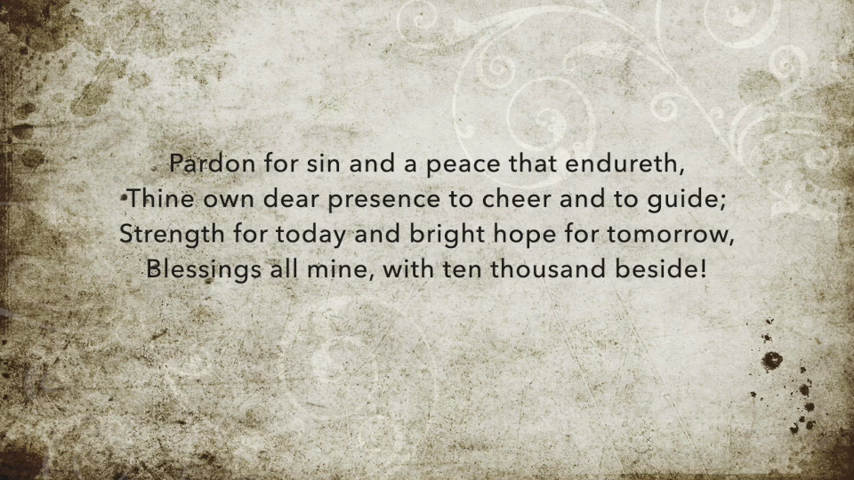 Pardon for sin and a peace that endureth,
Thine own dear presence to cheer and to guide;
Strength for today and bright hope for tomorrow,
Blessings all mine, with ten thousand beside!